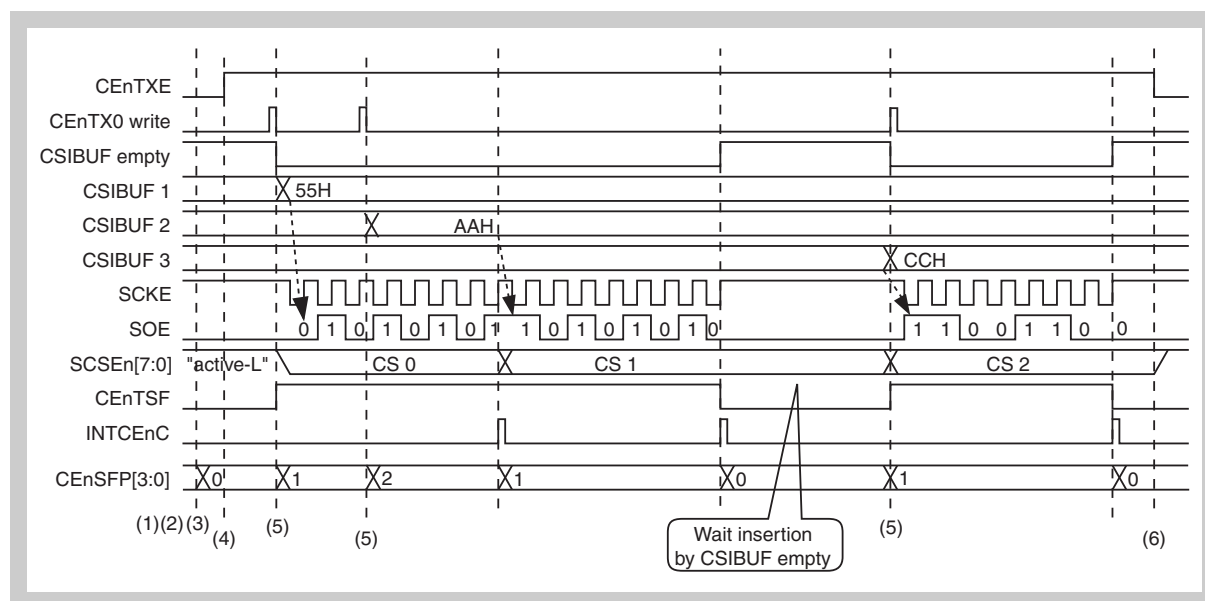 CEnTXE
CEnTX0 write
CSIBUF empty
CSIBUF 1 55H
CSIBUF 2 AAH
CSIBUF 3 CCH
SCKE
SOE 0 1 0 1 0 1 0 1 1 0 1 0 1 0 1 0 1 1 0 0 1 1 0 0
SCSEn[7:0] "active-L" CS 0 CS 1 CS 2
CEnTSF
INTCEnC
CEnSFP[3:0] 0 1 2 1 0 1 0
(1)(2)(3) (4) (5) (5) (5) (6)
Wait insertion
by CSIBUF empty